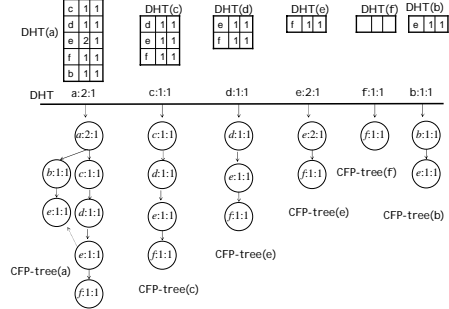 DHT(a)
c 1 1
d 1 1
e 2 1
f 1 1
b 1 1
DHT(c)
d 1 1
e 1 1
f 1 1
DHT(d)
e 1 1
f 1 1
DHT(e)
f 1 1
DHT(f)
DHT(b)
e 1 1
DHT a:2:1 c:1:1 d:1:1 e:2:1 f:1:1 b:1:1
a:2:1 c:1:1 d:1:1 e:2:1 f:1:1 b:1:1
b:1:1 c:1:1 d:1:1 e:1:1 f:1:1 e:1:1
CFP-tree(f)
e:1:1 d:1:1 e:1:1 f:1:1
CFP-tree(e) CFP-tree(b)
e:1:1 f:1:1
CFP-tree(e)
CFP-tree(a)
f:1:1
CFP-tree(c)